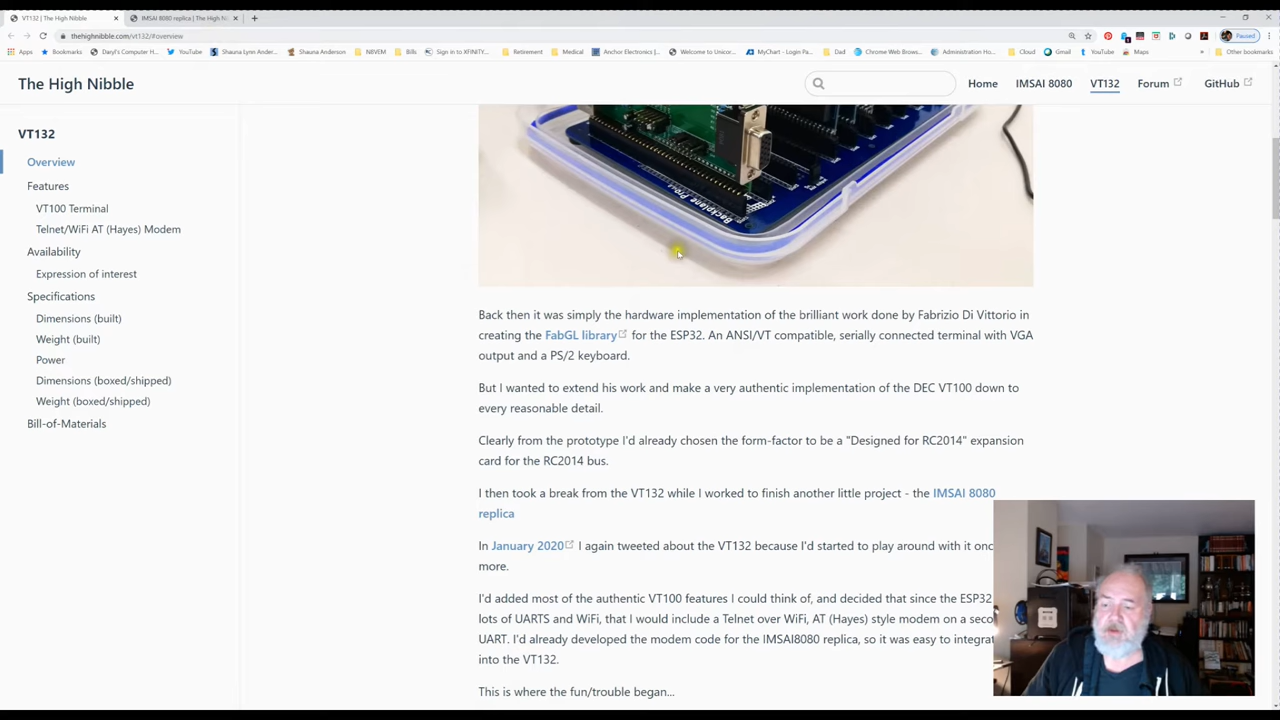 VT132 | The High Nibble
IMSAI 8080 replica | The High Ni
thehighnibble.com/vt132/#overview
Paused
Apps
Bookmarks
Daryl's Computer H...
YouTube
Shauna Lynn Ander...
Shauna Anderson
NBVEM
Bills
Sign in to XFINITY...
Retirement
Medical
Anchor Electronics J...
Welcome to Unicor...
MyChart - Login Pa...
Dad
Chrome Web Brows...
Administration Ho...
Cloud
Gmail
YouTube
Maps
Other bookmarks
The High Nibble
Home
IMSAI 8080
VT132
Forum
GitHub
VT132
Overview
Features
VT100 Terminal
Telnet/WiFi AT (Hayes) Modem
Availability
Expression of interest
Specifications
Dimensions (built)
Weight (built)
Power
Dimensions (boxed/shipped)
Weight (boxed/shipped)
Bill-of-Materials
Backplane Pro
Back then it was simply the hardware implementation of the brilliant work done by Fabrizio Di Vittorio in
creating the FabGL library for the ESP32. An ANSI/VT compatible, serially connected terminal with VGA
output and a PS/2 keyboard.
But I wanted to extend his work and make a very authentic implementation of the DEC VT100 down to
every reasonable detail.
Clearly from the prototype I'd already chosen the form-factor to be a "Designed for RC2014" expansion
card for the RC2014 bus.
I then took a break from the VT132 while I worked to finish another little project - the IMSAI 8080
replica
In January 2020 I again tweeted about the VT132 because I'd started to play around with it onc
more.
I'd added most of the authentic VT100 features I could think of, and decided that since the ESP32
lots of UARTS and WiFi, that I would include a Telnet over WiFi, AT (Hayes) style modem on a seco
UART. I'd already developed the modem code for the IMSAI8080 replica, so it was easy to integrat
into the VT132.
This is where the fun/trouble began...